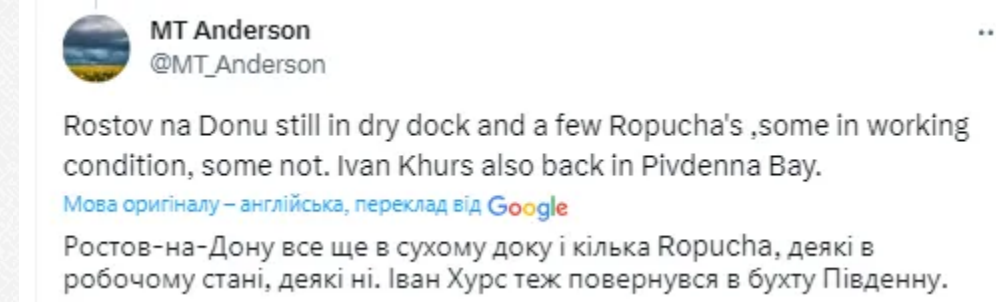 MT Anderson
@MT_Anderson
Rostov na Donu still in dry dock and a few Ropucha's ,some in working
condition, some not. Ivan Khurs also back in Pivdenna Bay.
Мова оригіналу – англійська, переклад від Google
Ростов-на-Дону все ще в сухому доку і кілька Ropucha, деякі в
робочому стані, деякі ні. Іван Хурс теж повернувся в бухту Південну.